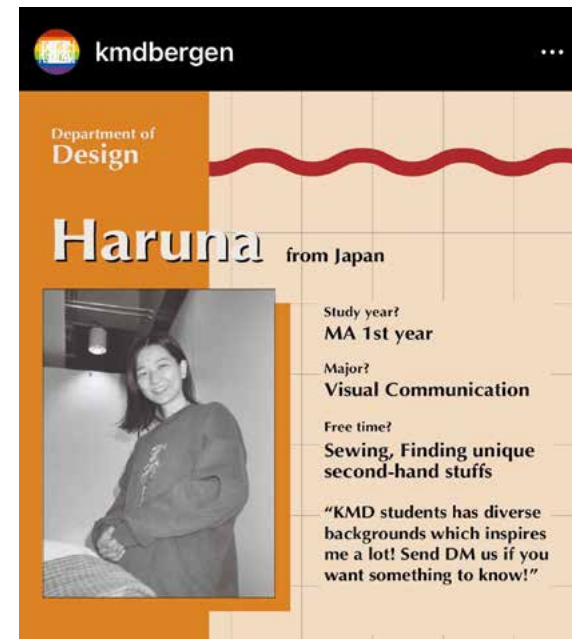 kmdbergen
Department of
Design
Haruna from Japan
Study year?
MA 1st year
Major?
Visual Communication
Free time?
Sewing, Finding unique
second-hand stuffs
“KMD students has diverse
backgrounds which inspires
me a lot! Send DM us if you
want something to know!”